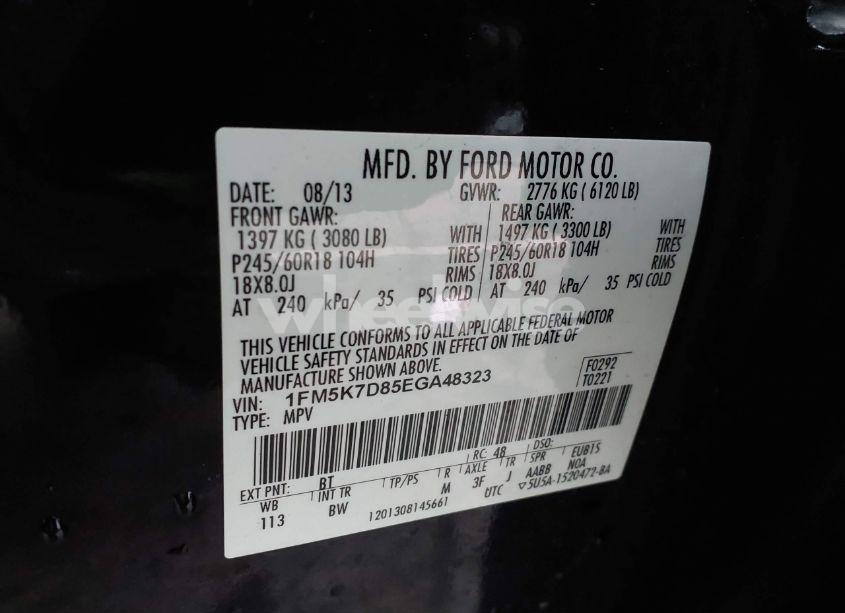 MFD. BY FORD MOTOR CO.
DATE: 08/13 GVWR: 2776 KG ( 6120 LB)
FRONT GAWR: REAR GAWR:
1397 KG ( 3080 LB) WITH 1497 KG ( 3300 LB) WITH
P245/60R18 104H TIRES P245/60R18 104H TIRES
18X8.0J RIMS 18X8.0J RIMS
AT 240 kPa/ 35 PSI COLD AT 240 kPa/ 35 PSI COLD
wheelwise
THIS VEHICLE CONFORMS TO ALL APPLICABLE FEDERAL MOTOR
VEHICLE SAFETY STANDARDS IN EFFECT ON THE DATE OF
MANUFACTURE SHOWN ABOVE.
F0292
VIN: 1FM5K7D85EGA48323 T0221
TYPE: MPV
EXT PNT: BT RC: 48 DSO:
WB INT TR TP/PS R AXLE TR SPR EUB15
113 BW M 3F J AABB NOA
1201308145661 UTC ▽5U5A-1520472-BA